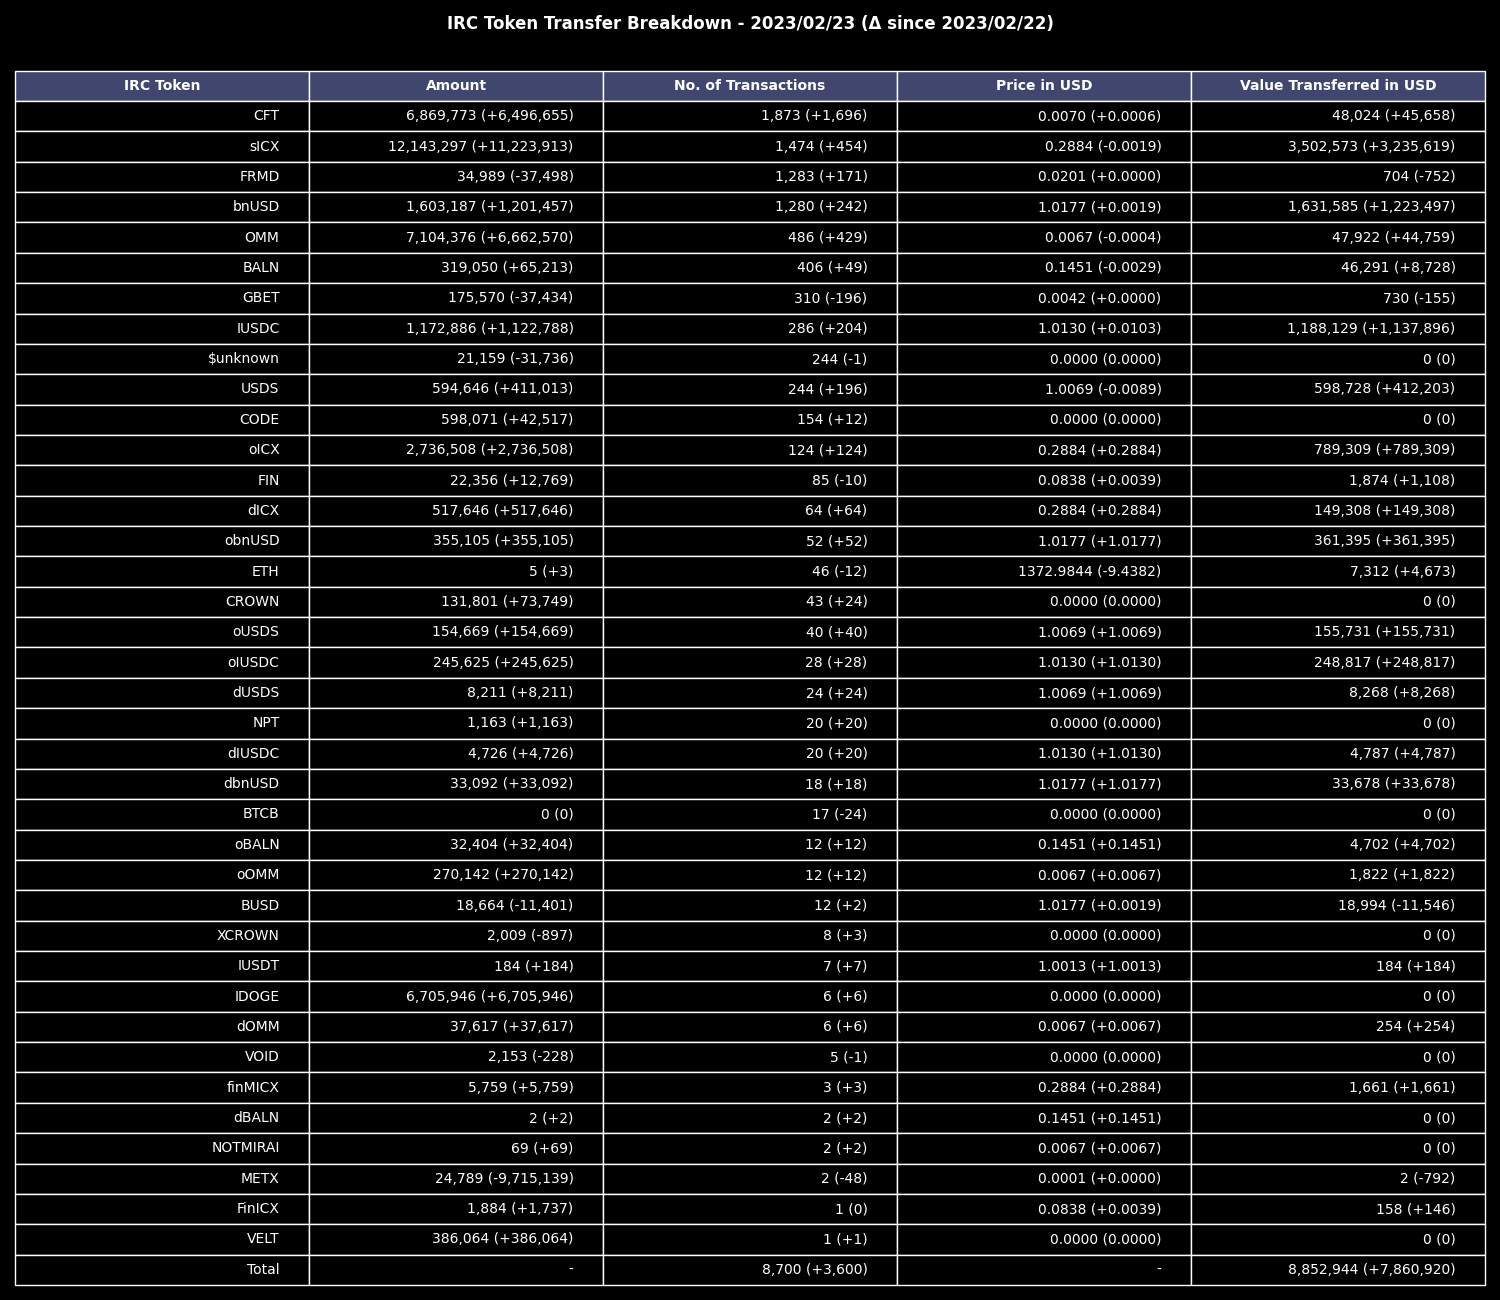 IRC Token Transfer Breakdown - 2023/02/23 (Δ since 2023/02/22)
IRC Token Amount No. of Transactions Price in USD Value Transferred in USD
CFT 6,869,773 (+6,496,655) 1,873 (+1,696) 0.0070 (+0.0006) 48,024 (+45,658)
sICX 12,143,297 (+11,223,913) 1,474 (+454) 0.2884 (-0.0019) 3,502,573 (+3,235,619)
FRMD 34,989 (-37,498) 1,283 (+171) 0.0201 (+0.0000) 704 (-752)
bnUSD 1,603,187 (+1,201,457) 1,280 (+242) 1.0177 (+0.0019) 1,631,585 (+1,223,497)
OMM 7,104,376 (+6,662,570) 486 (+429) 0.0067 (-0.0004) 47,922 (+44,759)
BALN 319,050 (+65,213) 406 (+49) 0.1451 (-0.0029) 46,291 (+8,728)
GBET 175,570 (-37,434) 310 (-196) 0.0042 (+0.0000) 730 (-155)
IUSDC 1,172,886 (+1,122,788) 286 (+204) 1.0130 (+0.0103) 1,188,129 (+1,137,896)
$unknown 21,159 (-31,736) 244 (-1) 0.0000 (0.0000) 0 (0)
USDS 594,646 (+411,013) 244 (+196) 1.0069 (-0.0089) 598,728 (+412,203)
CODE 598,071 (+42,517) 154 (+12) 0.0000 (0.0000) 0 (0)
oICX 2,736,508 (+2,736,508) 124 (+124) 0.2884 (+0.2884) 789,309 (+789,309)
FIN 22,356 (+12,769) 85 (-10) 0.0838 (+0.0039) 1,874 (+1,108)
dICX 517,646 (+517,646) 64 (+64) 0.2884 (+0.2884) 149,308 (+149,308)
obnUSD 355,105 (+355,105) 52 (+52) 1.0177 (+1.0177) 361,395 (+361,395)
ETH 5 (+3) 46 (-12) 1372.9844 (-9.4382) 7,312 (+4,673)
CROWN 131,801 (+73,749) 43 (+24) 0.0000 (0.0000) 0 (0)
oUSDS 154,669 (+154,669) 40 (+40) 1.0069 (+1.0069) 155,731 (+155,731)
oIUSDC 245,625 (+245,625) 28 (+28) 1.0130 (+1.0130) 248,817 (+248,817)
dUSDS 8,211 (+8,211) 24 (+24) 1.0069 (+1.0069) 8,268 (+8,268)
NPT 1,163 (+1,163) 20 (+20) 0.0000 (0.0000) 0 (0)
dIUSDC 4,726 (+4,726) 20 (+20) 1.0130 (+1.0130) 4,787 (+4,787)
dbnUSD 33,092 (+33,092) 18 (+18) 1.0177 (+1.0177) 33,678 (+33,678)
BTCB 0 (0) 17 (-24) 0.0000 (0.0000) 0 (0)
oBALN 32,404 (+32,404) 12 (+12) 0.1451 (+0.1451) 4,702 (+4,702)
oOMM 270,142 (+270,142) 12 (+12) 0.0067 (+0.0067) 1,822 (+1,822)
BUSD 18,664 (-11,401) 12 (+2) 1.0177 (+0.0019) 18,994 (-11,546)
XCROWN 2,009 (-897) 8 (+3) 0.0000 (0.0000) 0 (0)
IUSDT 184 (+184) 7 (+7) 1.0013 (+1.0013) 184 (+184)
IDOGE 6,705,946 (+6,705,946) 6 (+6) 0.0000 (0.0000) 0 (0)
dOMM 37,617 (+37,617) 6 (+6) 0.0067 (+0.0067) 254 (+254)
VOID 2,153 (-228) 5 (-1) 0.0000 (0.0000) 0 (0)
finMICX 5,759 (+5,759) 3 (+3) 0.2884 (+0.2884) 1,661 (+1,661)
dBALN 2 (+2) 2 (+2) 0.1451 (+0.1451) 0 (0)
NOTMIRAI 69 (+69) 2 (+2) 0.0067 (+0.0067) 0 (0)
METX 24,789 (-9,715,139) 2 (-48) 0.0001 (+0.0000) 2 (-792)
FinICX 1,884 (+1,737) 1 (0) 0.0838 (+0.0039) 158 (+146)
VELT 386,064 (+386,064) 1 (+1) 0.0000 (0.0000) 0 (0)
Total - 8,700 (+3,600) - 8,852,944 (+7,860,920)